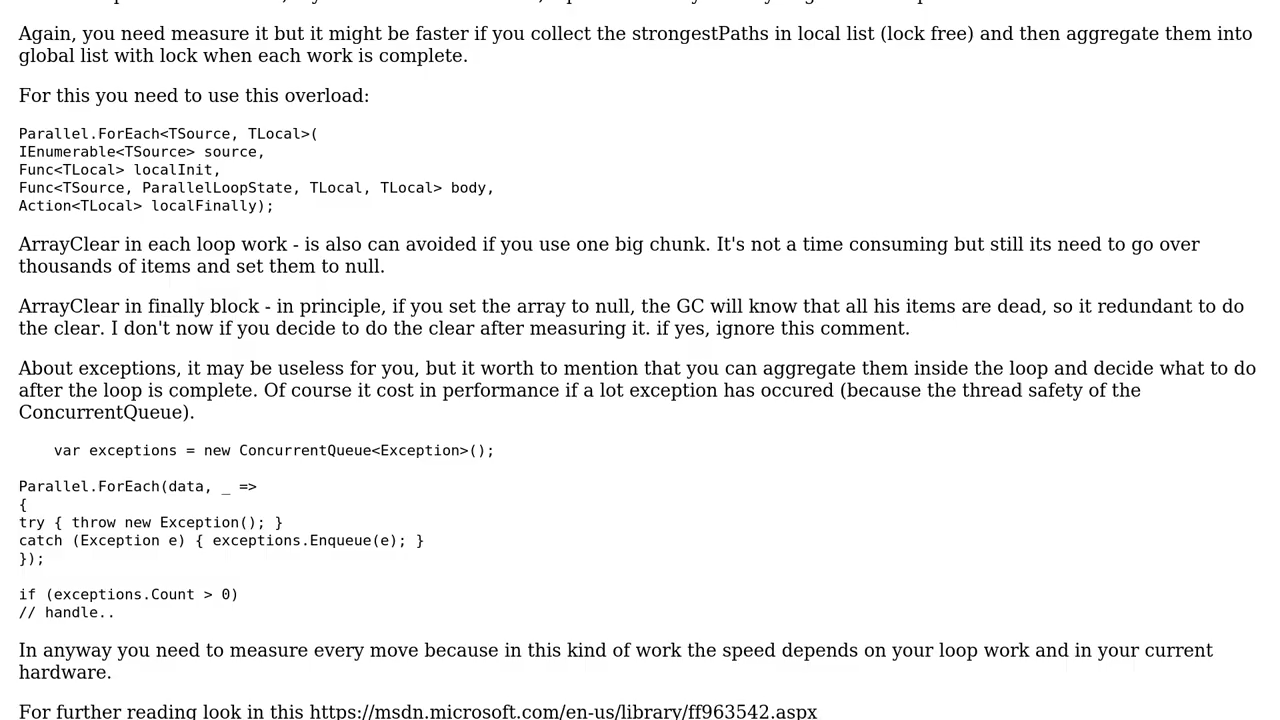 Again, you need measure it but it might be faster if you collect the strongestPaths in local list (lock free) and then aggregate them into
global list with lock when each work is complete.
For this you need to use this overload:
Parallel.ForEach<TSource, TLocal>(
IEnumerable<TSource> source,
Func<TLocal> localInit,
Func<TSource, ParallelLoopState, TLocal, TLocal> body,
Action<TLocal> localFinally);
ArrayClear in each loop work - is also can avoided if you use one big chunk. It's not a time consuming but still its need to go over
thousands of items and set them to null.
ArrayClear in finally block - in principle, if you set the array to null, the GC will know that all his items are dead, so it redundant to do
the clear. I don't now if you decide to do the clear after measuring it. if yes, ignore this comment.
About exceptions, it may be useless for you, but it worth to mention that you can aggregate them inside the loop and decide what to do
after the loop is complete. Of course it cost in performance if a lot exception has occured (because the thread safety of the
ConcurrentQueue).
var exceptions = new ConcurrentQueue<Exception>();
Parallel.ForEach(data, _ =>
{
try { throw new Exception(); }
catch (Exception e) { exceptions.Enqueue(e); }
});
if (exceptions.Count > 0)
// handle..
In anyway you need to measure every move because in this kind of work the speed depends on your loop work and in your current
hardware.
For further reading look in this https://msdn.microsoft.com/en-us/library/ff963542.aspx